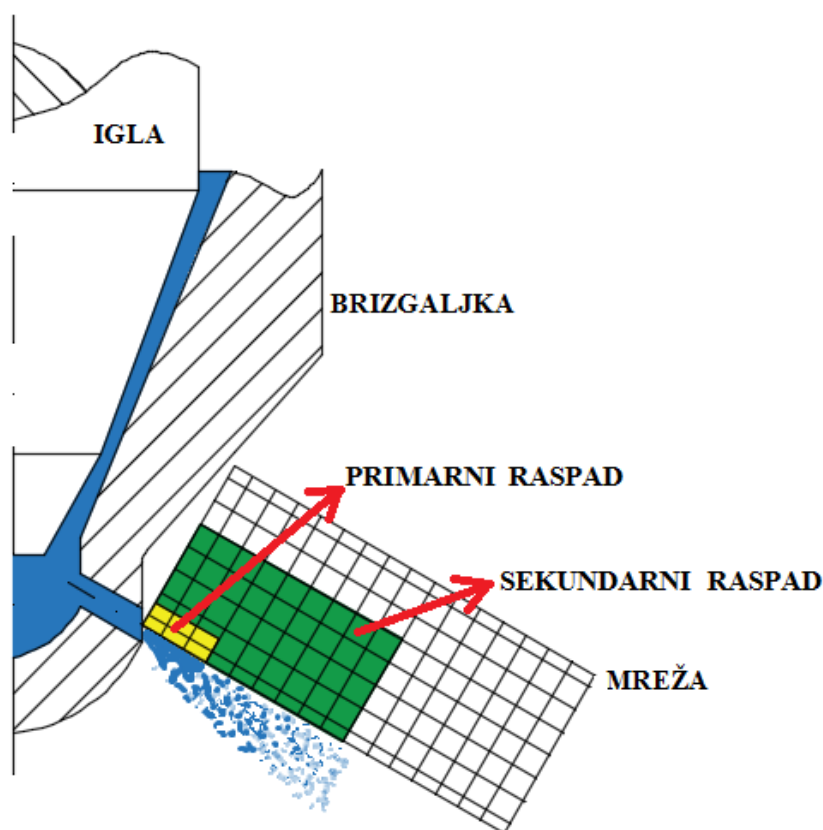 IGLA
BRIZGALJKA
PRIMARNI RASPAD
SEKUNDARNI RASPAD
MREŽA